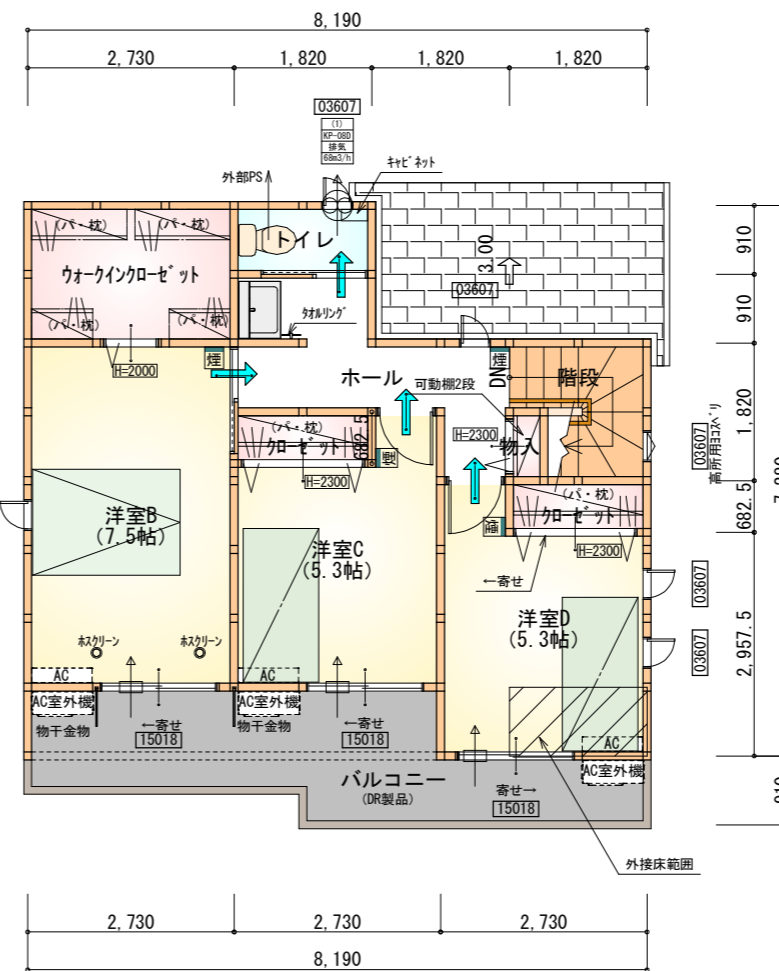 8,190
2,730
1,820
1,820
1,820
03607
(1)
KP-08D
排気
68m3/h
キャビネット
外部PS
(パ・枕)
(パ・枕)
トイレ
ウォークインクローゼット
3.00
03607
タオルリング
(パ・枕)
(パ・枕)
910
910
H=2000
煙
ホール
煙
DN
階段
可動棚2段
(パ・枕)
クローゼット
682.5
H=2300
物入
煙
H=2300
03607
高所用ヨコスベリ
1,820
682.5
洋室B
(7.5帖)
洋室C
(5.3帖)
煙
(パ・枕)
クローゼット
←寄せ
H=2300
洋室D
(5.3帖)
03607
03607
2,957.5
ホスクリーン
ホスクリーン
AC
AC
AC
AC室外機
AC室外機
AC室外機
物干金物
←寄せ
15018
物干金物
←寄せ
15018
バルコニー
(DR製品)
寄せ→
15018
外接床範囲
2,730
2,730
2,730
8,190